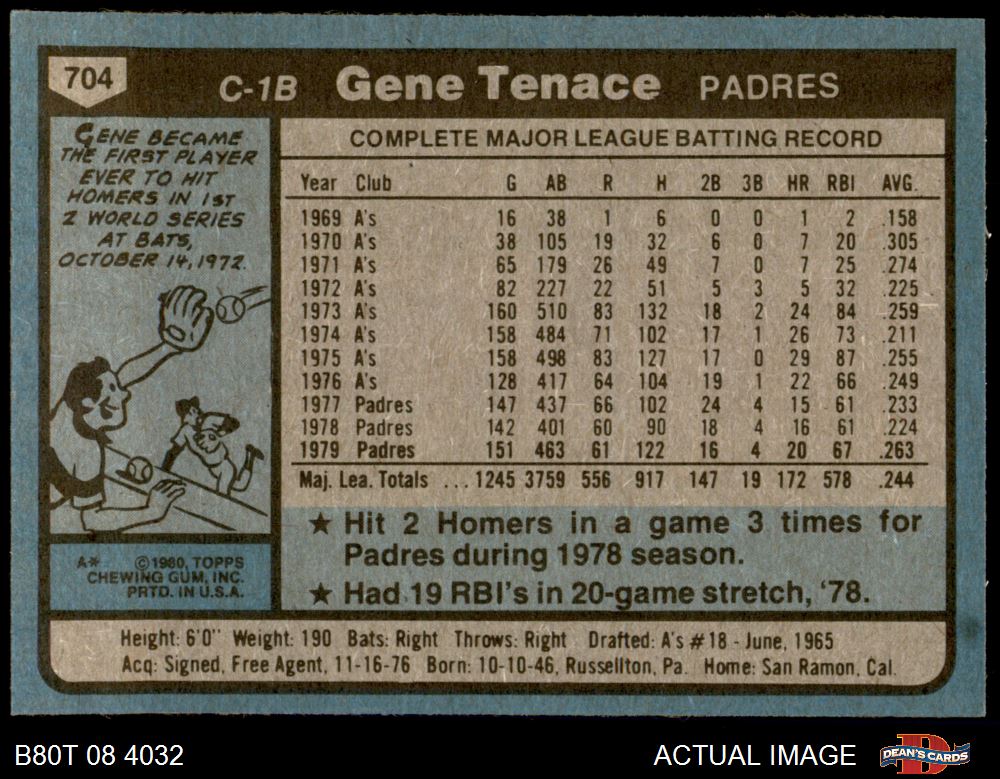 704 C-1B Gene Tenace PADRES
GENE BECAME
THE FIRST PLAYER
EVER TO HIT
HOMERS IN 1ST
2 WORLD SERIES
AT BATS,
OCTOBER 14, 1972.
A* ©1980, TOPPS
CHEWING GUM, INC.
PRTD. IN U.S.A.
COMPLETE MAJOR LEAGUE BATTING RECORD
Year Club G AB R H 2B 3B HR RBI AVG.
1969 A's 16 38 1 6 0 0 1 2 .158
1970 A's 38 105 19 32 6 0 7 20 .305
1971 A's 65 179 26 49 7 0 7 25 .274
1972 A's 82 227 22 51 5 3 5 32 .225
1973 A's 160 510 83 132 18 2 24 84 .259
1974 A's 158 484 71 102 17 1 26 73 .211
1975 A's 158 498 83 127 17 0 29 87 .255
1976 A's 128 417 64 104 19 1 22 66 .249
1977 Padres 147 437 66 102 24 4 15 61 .233
1978 Padres 142 401 60 90 18 4 16 61 .224
1979 Padres 151 463 61 122 16 4 20 67 .263
Maj. Lea. Totals ... 1245 3759 556 917 147 19 172 578 .244
★ Hit 2 Homers in a game 3 times for
Padres during 1978 season.
★ Had 19 RBI's in 20-game stretch, '78.
Height: 6'0" Weight: 190 Bats: Right Throws: Right Drafted: A's #18 - June, 1965
Acq: Signed, Free Agent, 11-16-76 Born: 10-10-46, Russellton, Pa. Home: San Ramon, Cal.
B80T 08 4032 ACTUAL IMAGE DEAN'S CARDS